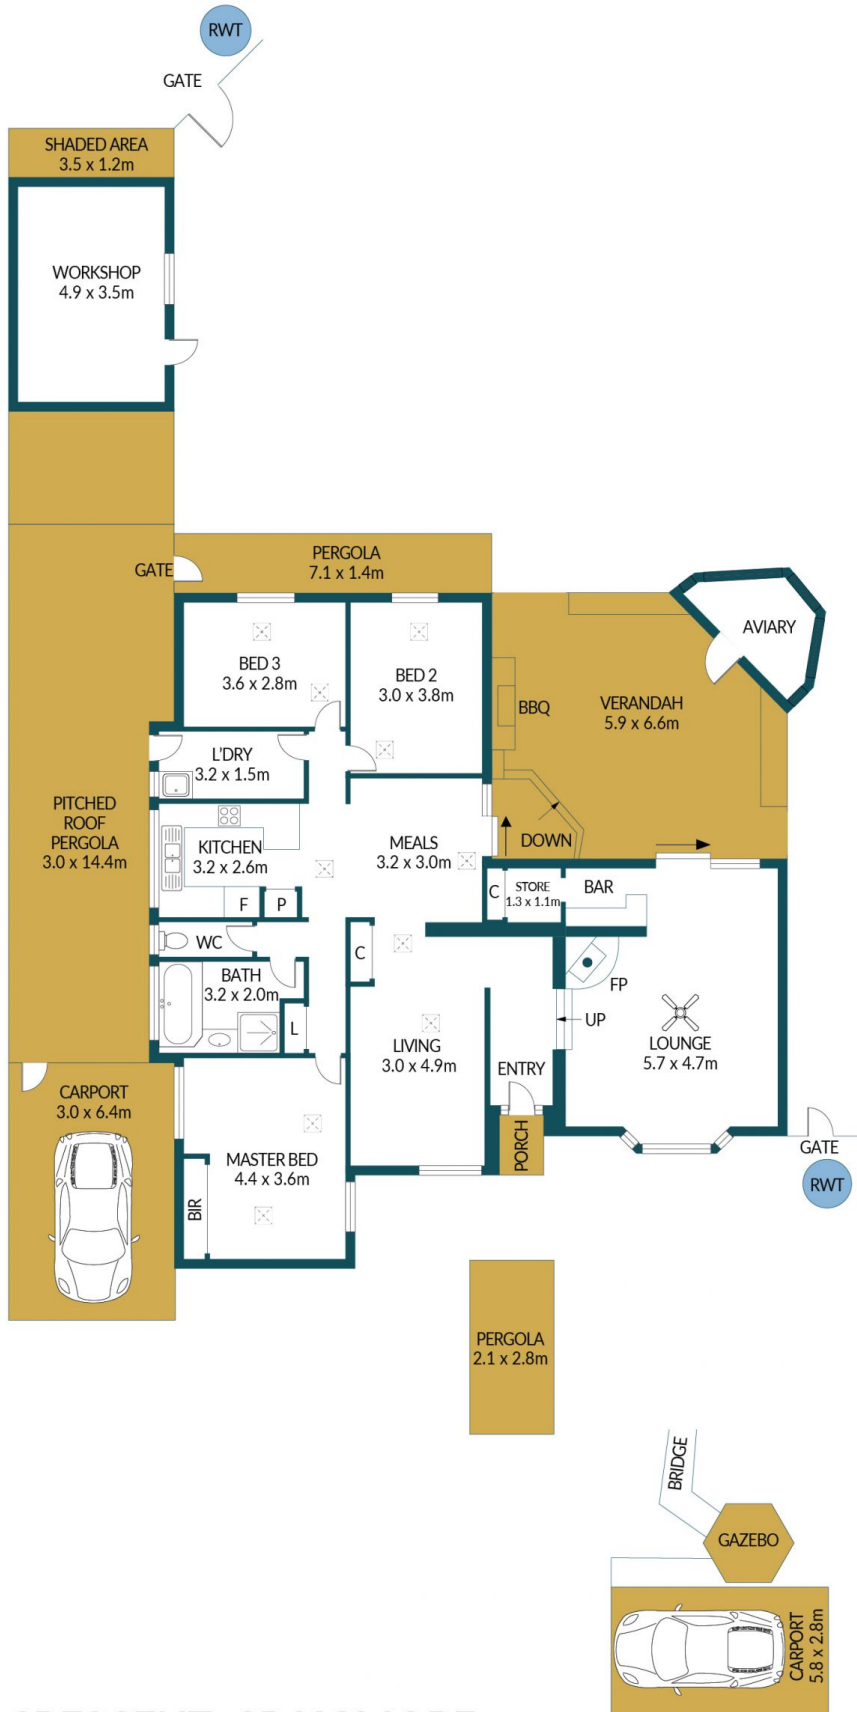 RWT
GATE
SHADED AREA
3.5 x 1.2m
WORKSHOP
4.9 x 3.5m
PERGOLA
7.1 x 1.4m
GATE
BED 3
3.6 x 2.8m
BED 2
3.0 x 3.8m
BBQ
VERANDAH
5.9 x 6.6m
AVIARY
L'DRY
3.2 x 1.5m
PITCHED
ROOF
PERGOLA
3.0 x 14.4m
KITCHEN
3.2 x 2.6m
F
P
MEALS
3.2 x 3.0m
DOWN
C
STORE
1.3 x 1.1m
BAR
WC
C
BATH
3.2 x 2.0m
L
FP
UP
LIVING
3.0 x 4.9m
LOUNGE
5.7 x 4.7m
ENTRY
CARPORT
3.0 x 6.4m
PORCH
GATE
RWT
MASTER BED
4.4 x 3.6m
BIR
PERGOLA
2.1 x 2.8m
BRIDGE
GAZEBO
CARPORT
5.8 x 2.8m